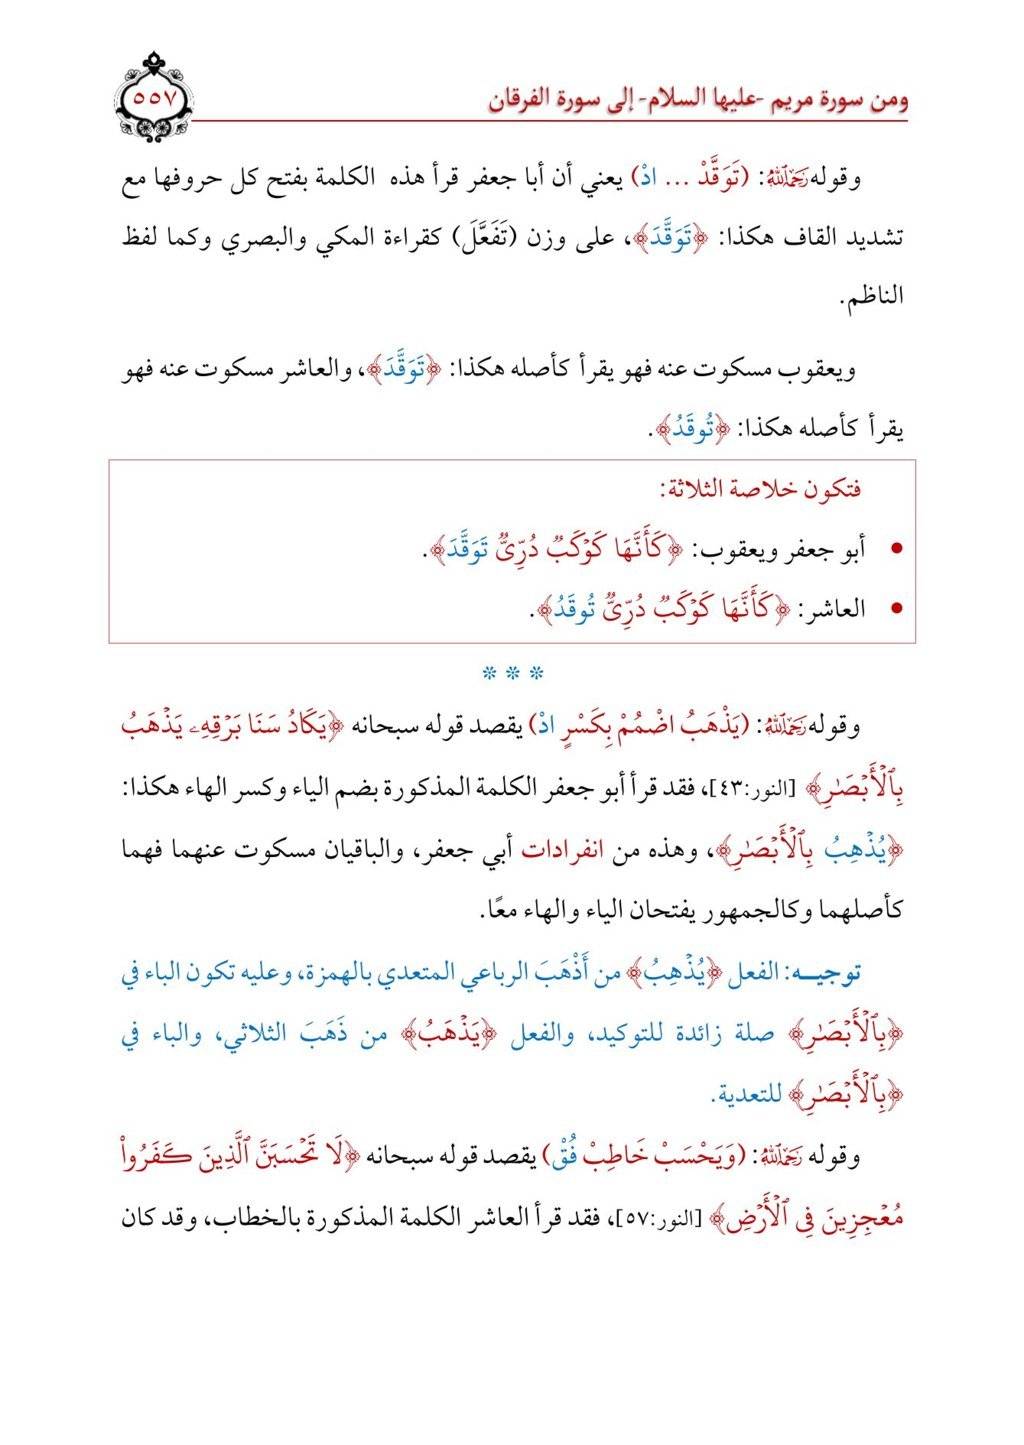 ومن سورة مريم -عليها السلام- إلى سورة الفرقان
٥٥٧
وقوله رَحِمَهُ اللَّهُ: (تَوَقَّدْ ... ادْ) يعني أن أبا جعفر قرأ هذه الكلمة بفتح كل حروفها مع
تشديد القاف هكذا: ﴿تَوَقَّدَ﴾، على وزن (تَفَعَّلَ) كقراءة المكي والبصري وكما لفظ
الناظم.
ويعقوب مسكوت عنه فهو يقرأ كأصله هكذا: ﴿تَوَقَّدَ﴾، والعاشر مسكوت عنه فهو
يقرأ كأصله هكذا: ﴿تُوقَدُ﴾.
فتكون خلاصة الثلاثة:
• أبو جعفر ويعقوب: ﴿كَأَنَّهَا كَوۡكَبٞ دُرِّيّٞ تَوَقَّدَ﴾.
• العاشر: ﴿كَأَنَّهَا كَوۡكَبٞ دُرِّيّٞ تُوقَدُ﴾.
* * *
وقوله رَحِمَهُ اللَّهُ: (يَذْهَبُ اضْمُمْ بِكَسْرٍ ادْ) يقصد قوله سبحانه ﴿يَكَادُ سَنَا بَرۡقِهِۦ يَذۡهَبُ
بِٱلۡأَبۡصَٰرِ﴾ [النور:٤٣]، فقد قرأ أبو جعفر الكلمة المذكورة بضم الياء وكسر الهاء هكذا:
﴿يُذۡهِبُ بِٱلۡأَبۡصَٰرِ﴾، وهذه من انفرادات أبي جعفر، والباقيان مسكوت عنهما فهما
كأصلهما وكالجمهور يفتحان الياء والهاء معًا.
توجيـــه: الفعل ﴿يُذۡهِبُ﴾ من أَذْهَبَ الرباعي المتعدي بالهمزة، وعليه تكون الباء في
﴿بِٱلۡأَبۡصَٰرِ﴾ صلة زائدة للتوكيد، والفعل ﴿يَذۡهَبُ﴾ من ذَهَبَ الثلاثي، والباء في
﴿بِٱلۡأَبۡصَٰرِ﴾ للتعدية.
وقوله رَحِمَهُ اللَّهُ: (وَيَحْسَبْ خَاطِبْ فُقْ) يقصد قوله سبحانه ﴿لَا تَحۡسَبَنَّ ٱلَّذِينَ كَفَرُواْ
مُعۡجِزِينَ فِي ٱلۡأَرۡضِ﴾ [النور:٥٧]، فقد قرأ العاشر الكلمة المذكورة بالخطاب، وقد كان